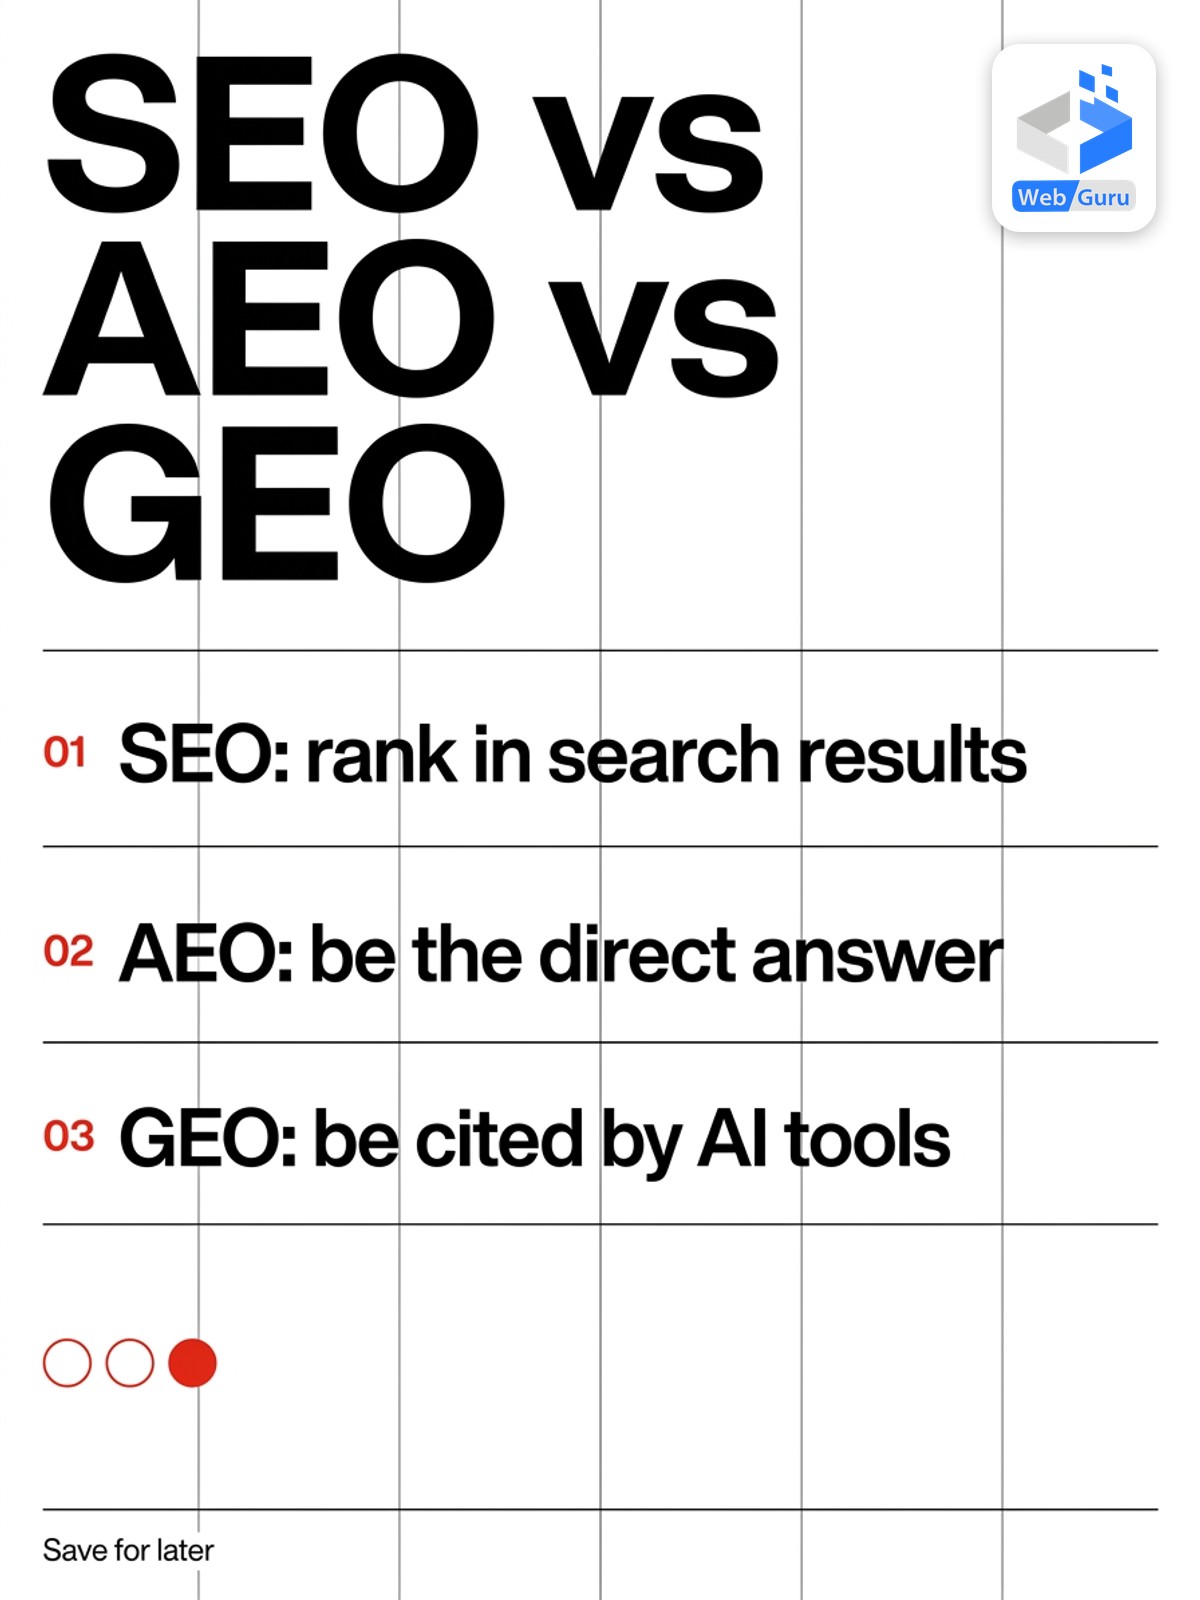 SEO vs
AEO vs
GEO
Web Guru
01 SEO: rank in search results
02 AEO: be the direct answer
03 GEO: be cited by AI tools
Save for later